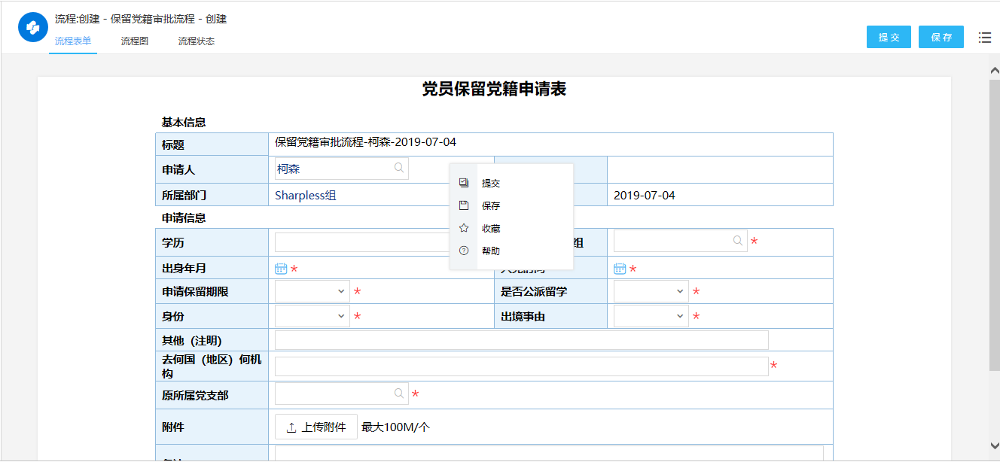 流程:创建 - 保留党籍审批流程 - 创建
流程表单 流程图 流程状态
提交 保存
党员保留党籍申请表
基本信息
标题 保留党籍审批流程-柯森-2019-07-04
申请人 柯森
所属部门 Sharpless组 2019-07-04
提交
保存
收藏
帮助
申请信息
学历 组 *
出身年月 * *
申请保留期限 * 是否公派留学 *
身份 * 出境事由 *
其他（注明）
去何国（地区）何机
构 *
原所属党支部 *
附件 上传附件 最大100M/个